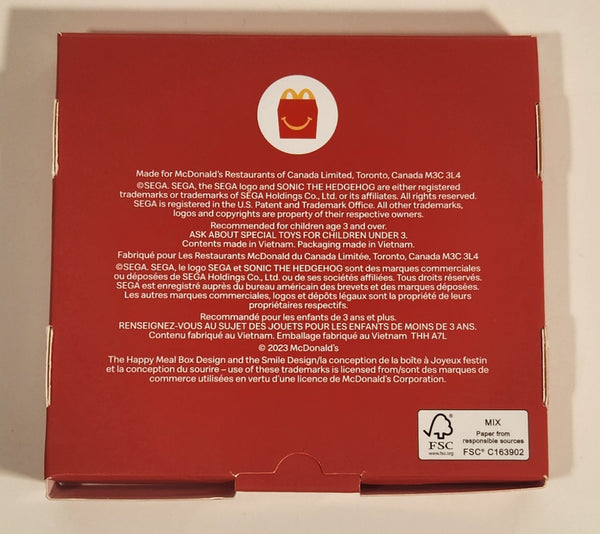 Made for McDonald's Restaurants of Canada Limited, Toronto, Canada M3C 3L4
©SEGA. SEGA, the SEGA logo and SONIC THE HEDGEHOG are either registered
trademarks or trademarks of SEGA Holdings Co., Ltd. or its affiliates. All rights reserved.
SEGA is registered in the U.S. Patent and Trademark Office. All other trademarks,
logos and copyrights are property of their respective owners.
Recommended for children age 3 and over.
ASK ABOUT SPECIAL TOYS FOR CHILDREN UNDER 3.
Contents made in Vietnam. Packaging made in Vietnam.
Fabriqué pour Les Restaurants McDonald du Canada Limitée, Toronto, Canada M3C 3L4
©SEGA. SEGA, le logo SEGA et SONIC THE HEDGEHOG sont des marques commerciales
ou déposées de SEGA Holdings Co., Ltd. ou de ses sociétés affiliées. Tous droits réservés.
SEGA est enregistré auprès du bureau américain des brevets et des marques déposées.
Les autres marques commerciales, logos et dépôts légaux sont la propriété de leurs
propriétaires respectifs.
Recommandé pour les enfants de 3 ans et plus.
RENSEIGNEZ-VOUS AU SUJET DES JOUETS POUR LES ENFANTS DE MOINS DE 3 ANS.
Contenu fabriqué au Vietnam. Emballage fabriqué au Vietnam THH A7L
© 2023 McDonald's
The Happy Meal Box Design and the Smile Design/la conception de la boîte à Joyeux festin
et la conception du sourire – use of these trademarks is licensed from/sont des marques de
commerce utilisées en vertu d'une licence de McDonald's Corporation.
FSC
www.fsc.org
MIX
Paper from
responsible sources
FSC® C163902